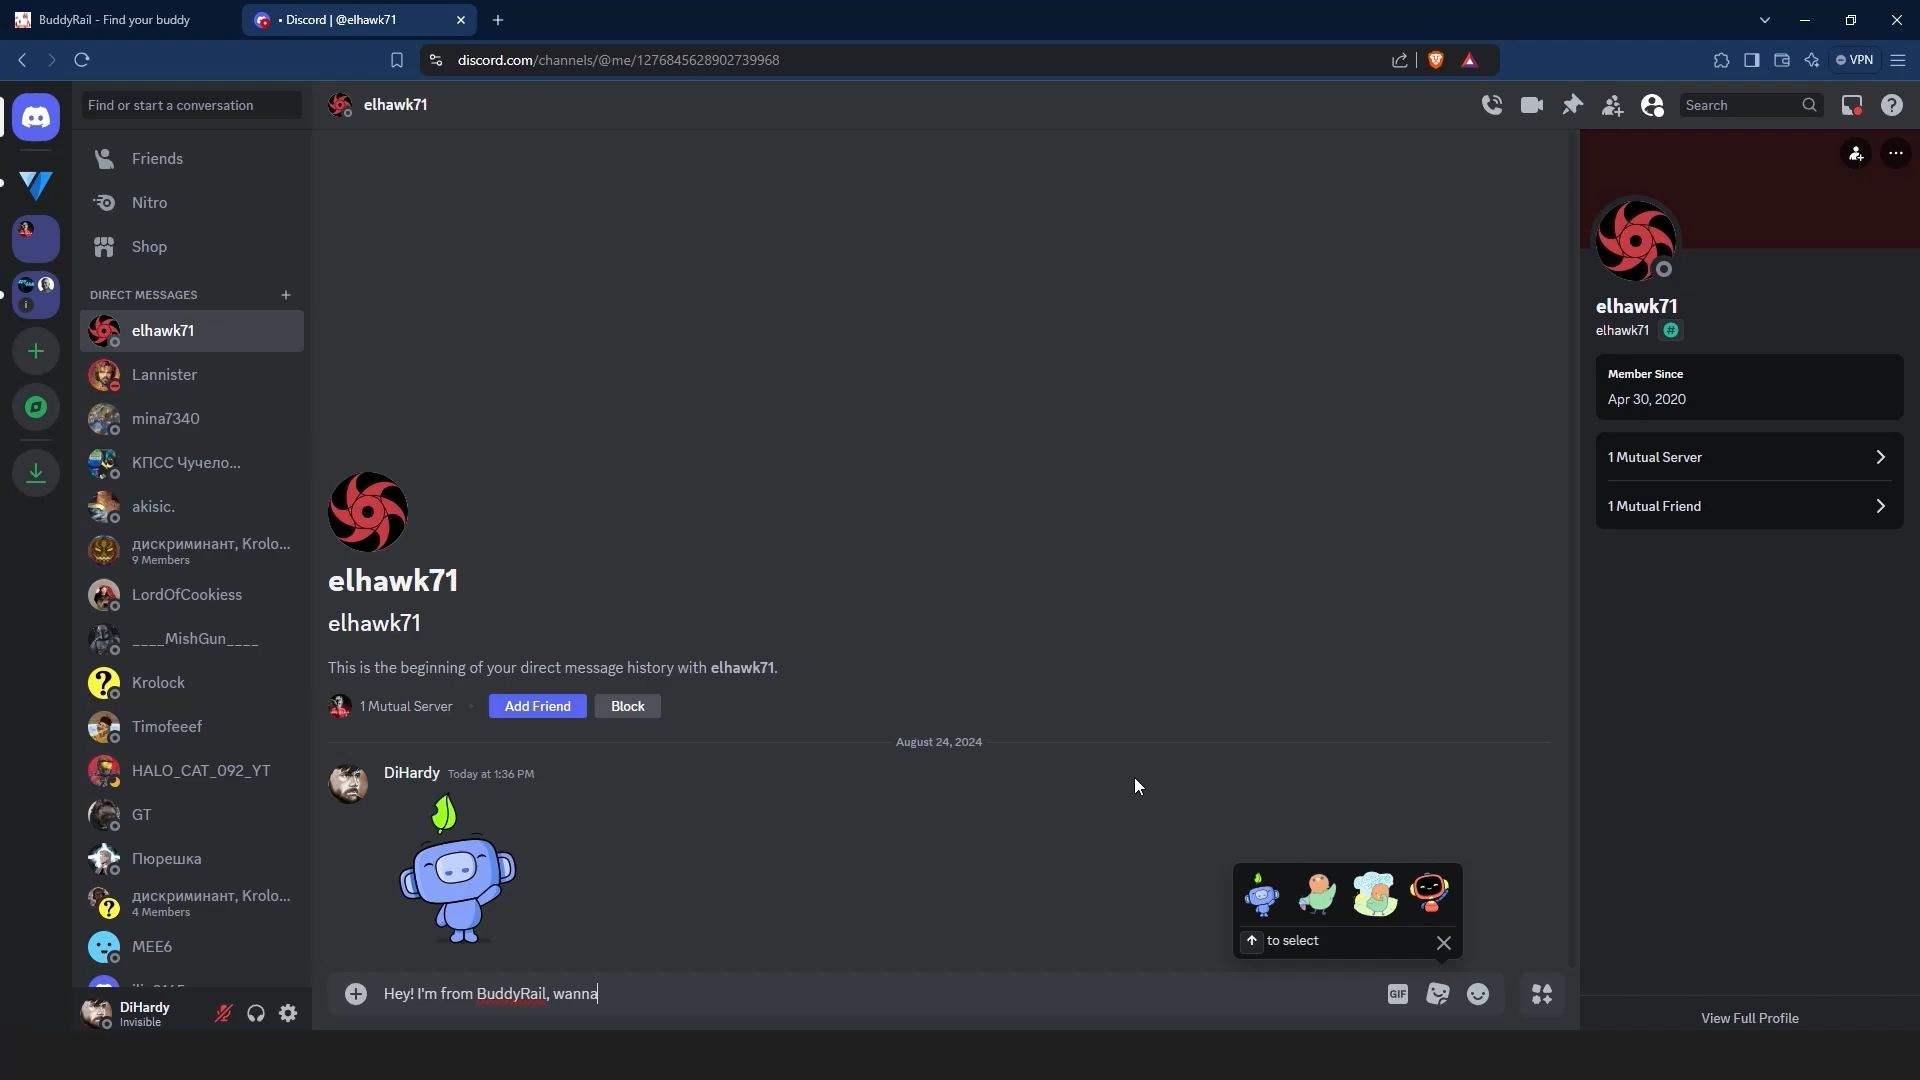 BuddyRail - Find your buddy
• Discord | @elhawk71
discord.com/channels/@me/1276845628902739968
VPN
Find or start a conversation
elhawk71
Search
Friends
Nitro
Shop
DIRECT MESSAGES
elhawk71
Lannister
mina7340
КПСС Чучело...
akisic.
дискриминант, Krolo...
9 Members
LordOfCookiess
____MishGun____
Krolock
Timofeeef
HALO_CAT_092_YT
GT
Пюрешка
дискриминант, Krolo...
4 Members
MEE6
DiHardy
Invisible
elhawk71
elhawk71
This is the beginning of your direct message history with elhawk71.
1 Mutual Server
Add Friend
Block
August 24, 2024
DiHardy Today at 1:36 PM
to select
Hey! I'm from BuddyRail, wanna
GIF
elhawk71
elhawk71 #
Member Since
Apr 30, 2020
1 Mutual Server
1 Mutual Friend
View Full Profile